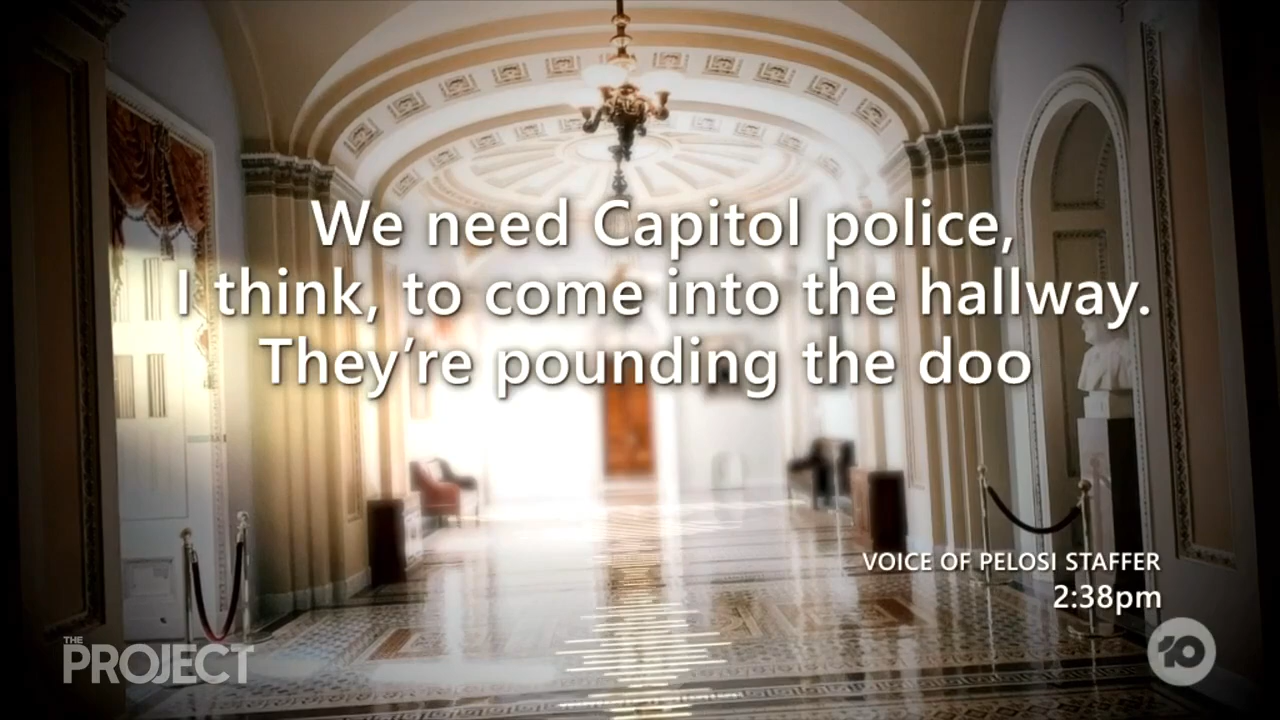 We need Capitol police,
I think, to come into the hallway.
They're pounding the doo
VOICE OF PELOSI STAFFER
2:38pm
THE
PROJECT
10